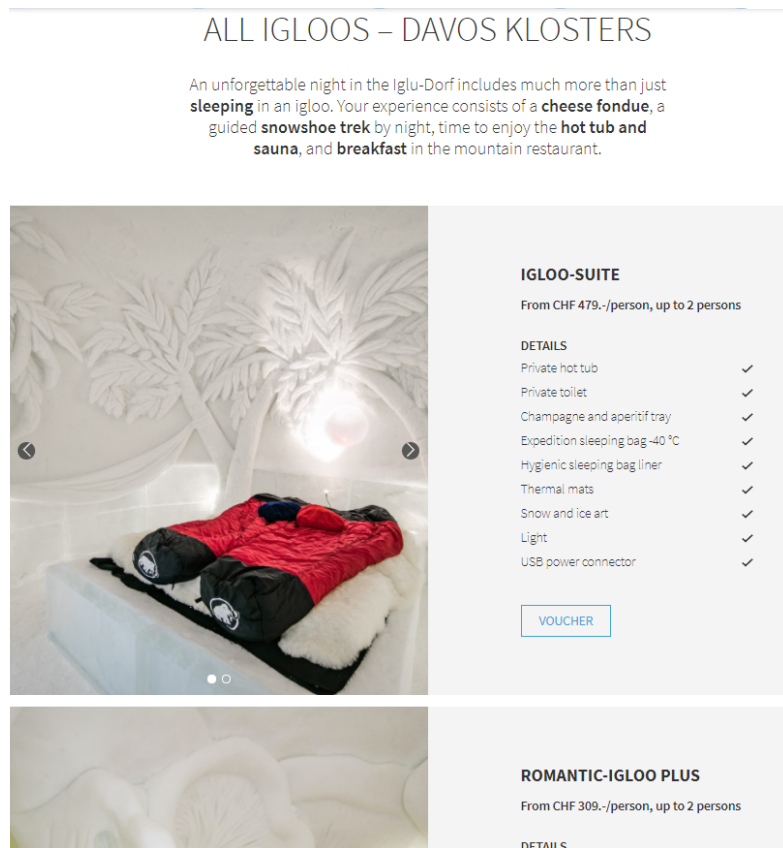 ALL IGLOOS – DAVOS KLOSTERS
An unforgettable night in the Iglu-Dorf includes much more than just
sleeping in an igloo. Your experience consists of a cheese fondue, a
guided snowshoe trek by night, time to enjoy the hot tub and
sauna, and breakfast in the mountain restaurant.
IGLOO-SUITE
From CHF 479.-/person, up to 2 persons
DETAILS
Private hot tub
Private toilet
Champagne and aperitif tray
Expedition sleeping bag -40 °C
Hygienic sleeping bag liner
Thermal mats
Snow and ice art
Light
USB power connector
VOUCHER
ROMANTIC-IGLOO PLUS
From CHF 309.-/person, up to 2 persons
DETAILS